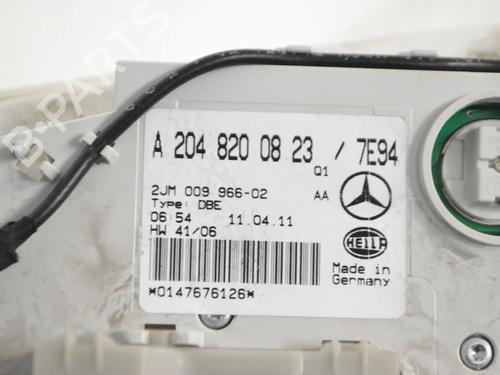 A 204 820 08 23 / 7E94
Q1
2JM 009 966-02 AA
Type: DBE
06:54 11.04.11
HW 41/06
HELLA
Made in
Germany
*0147676126*
B-PARTS